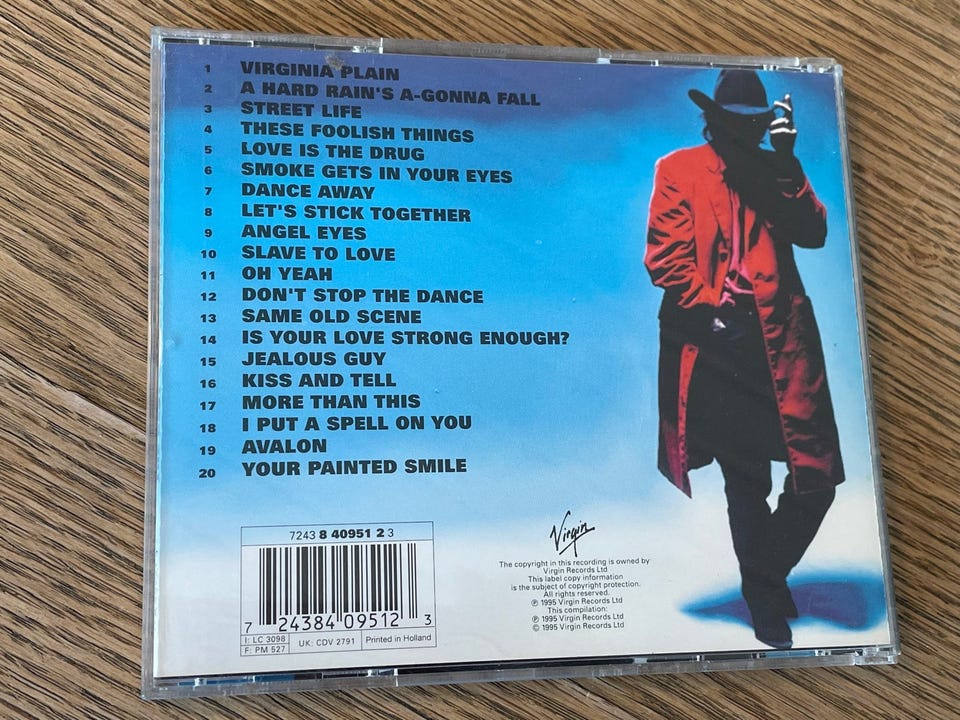 1 VIRGINIA PLAIN
2 A HARD RAIN'S A-GONNA FALL
3 STREET LIFE
4 THESE FOOLISH THINGS
5 LOVE IS THE DRUG
6 SMOKE GETS IN YOUR EYES
7 DANCE AWAY
8 LET'S STICK TOGETHER
9 ANGEL EYES
10 SLAVE TO LOVE
11 OH YEAH
12 DON'T STOP THE DANCE
13 SAME OLD SCENE
14 IS YOUR LOVE STRONG ENOUGH?
15 JEALOUS GUY
16 KISS AND TELL
17 MORE THAN THIS
18 I PUT A SPELL ON YOU
19 AVALON
20 YOUR PAINTED SMILE
7243 8 40951 2 3
7 24384 09512 3
I: LC 3098
F: PM 527
UK: CDV 2791
Printed in Holland
Virgin
The copyright in this recording is owned by
Virgin Records Ltd
This label copy information
is the subject of copyright protection.
All rights reserved.
℗ 1995 Virgin Records Ltd
This compilation:
℗ 1995 Virgin Records Ltd
© 1995 Virgin Records Ltd